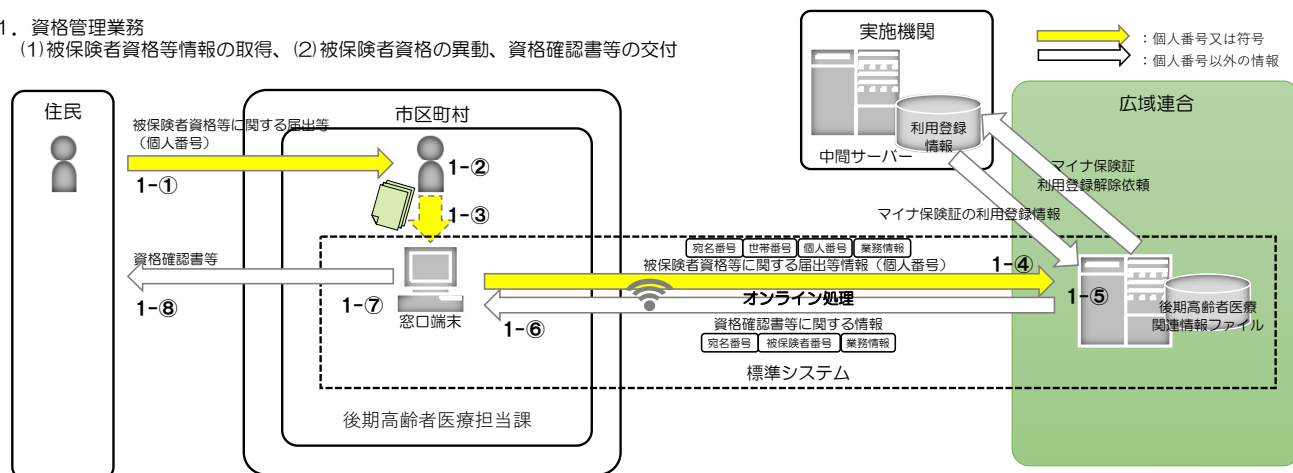 1．資格管理業務
(1)被保険者資格等情報の取得、(2)被保険者資格の異動、資格確認書等の交付
：個人番号又は符号
：個人番号以外の情報
住民
市区町村
実施機関
広域連合
利用登録
情報
中間サーバー
被保険者資格等に関する届出等
（個人番号）
1-①
1-②
1-③
マイナ保険証
利用登録解除依頼
マイナ保険証の利用登録情報
宛名番号 世帯番号 個人番号 業務情報
被保険者資格等に関する届出等情報（個人番号）
1-④
資格確認書等
1-⑧
1-⑦
窓口端末
オンライン処理
1-⑥
資格確認書等に関する情報
宛名番号 被保険者番号 業務情報
1-⑤
後期高齢者医療
関連情報ファイル
標準システム
後期高齢者医療担当課